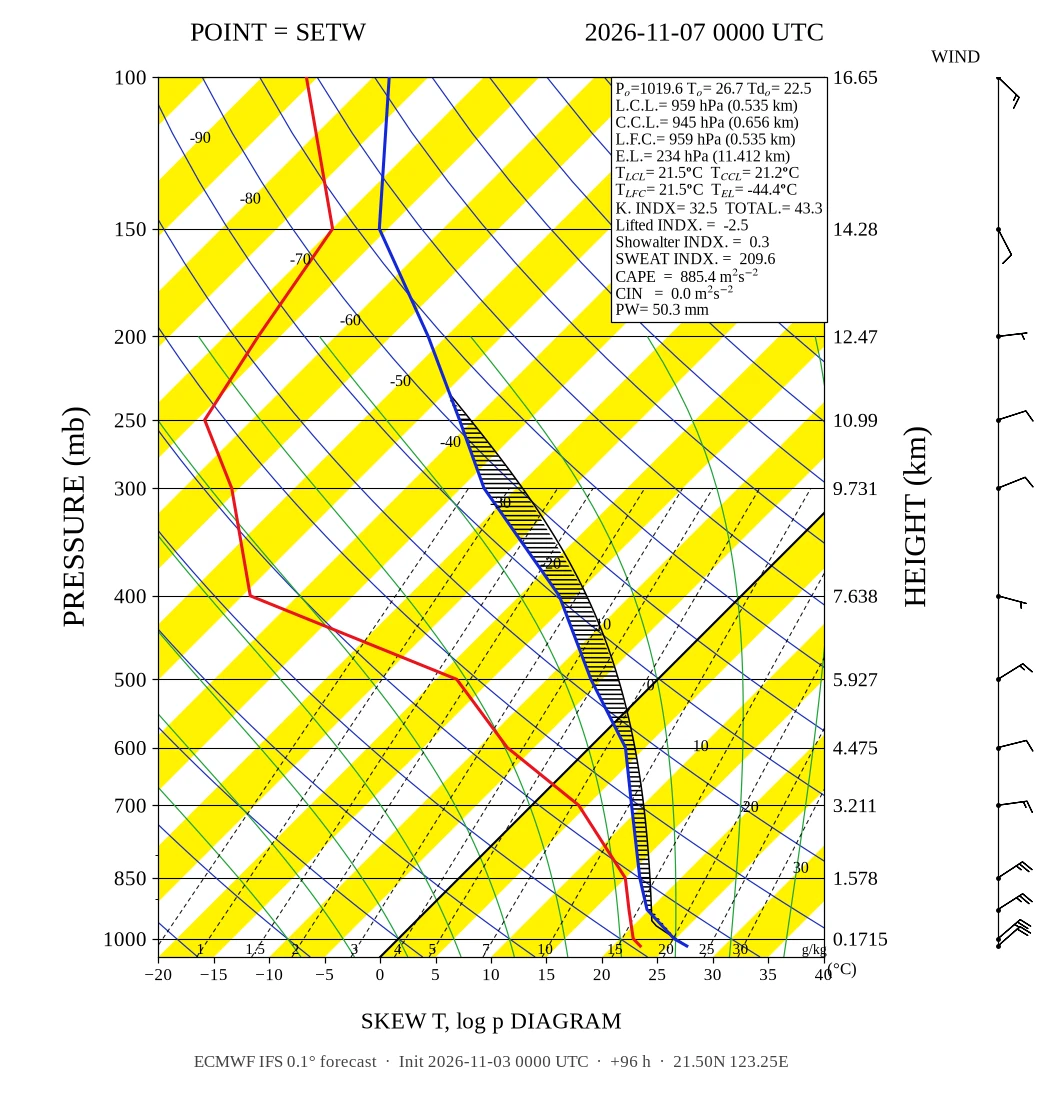 POINT = SETW 2026-11-07 0000 UTC
WIND
Po=1019.6 To= 26.7 Tdo= 22.5
L.C.L.= 959 hPa (0.535 km)
C.C.L.= 945 hPa (0.656 km)
L.F.C.= 959 hPa (0.535 km)
E.L.= 234 hPa (11.412 km)
TLCL= 21.5°C TCCL= 21.2°C
TLFC= 21.5°C TEL= -44.4°C
K. INDX= 32.5 TOTAL.= 43.3
Lifted INDX. = -2.5
Showalter INDX. = 0.3
SWEAT INDX. = 209.6
CAPE = 885.4 m²s⁻²
CIN = 0.0 m²s⁻²
PW= 50.3 mm
PRESSURE (mb)
100
150
200
250
300
400
500
600
700
850
1000
16.65
14.28
12.47
10.99
9.731
7.638
5.927
4.475
3.211
1.578
0.1715
HEIGHT (km)
-90
-80
-70
-60
-50
-40
-30
-20
-10
0
10
20
30
1 1.5 2 3 4 5 7 10 15 20 25 30 g/kg
−20 −15 −10 −5 0 5 10 15 20 25 30 35 40 (°C)
SKEW T, log p DIAGRAM
ECMWF IFS 0.1° forecast · Init 2026-11-03 0000 UTC · +96 h · 21.50N 123.25E